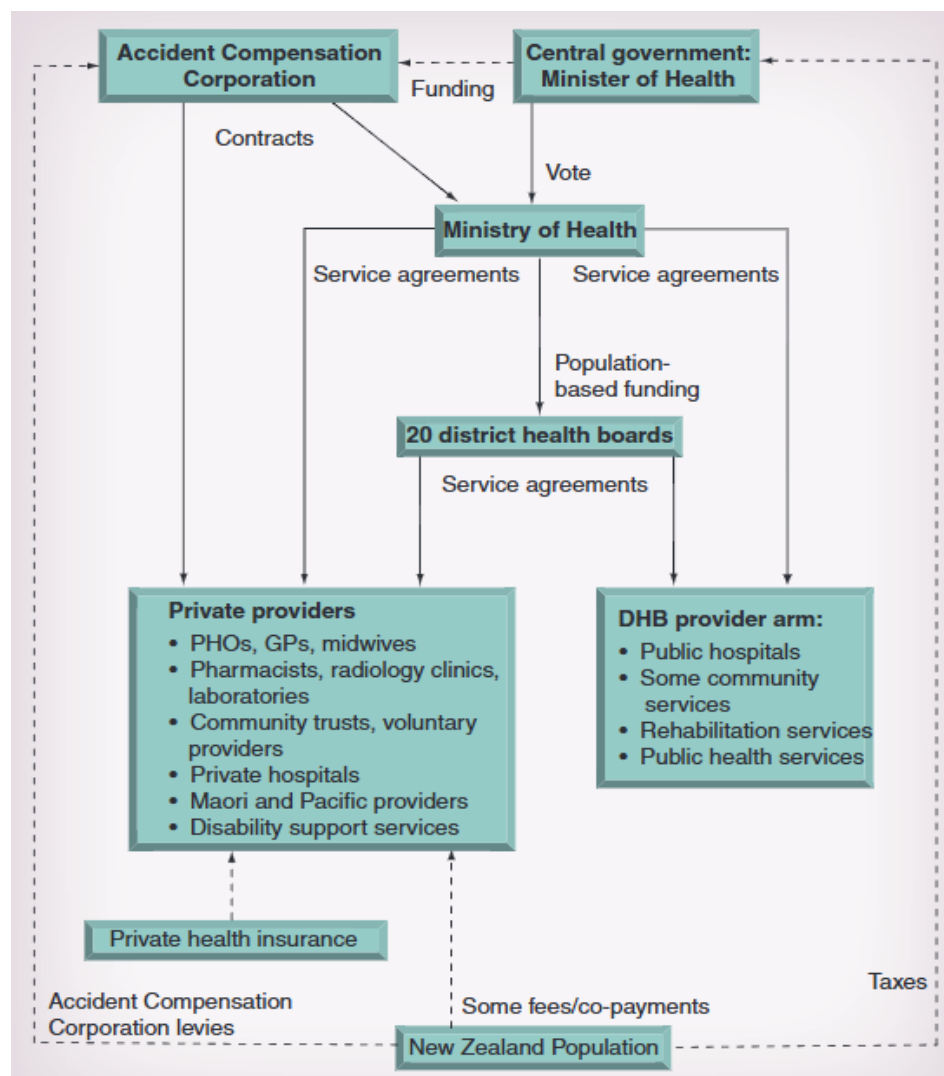 Accident Compensation
Corporation
Central government:
Minister of Health
Funding
Contracts
Vote
Ministry of Health
Service agreements
Service agreements
Population-
based funding
20 district health boards
Service agreements
Private providers
• PHOs, GPs, midwives
• Pharmacists, radiology clinics,
laboratories
• Community trusts, voluntary
providers
• Private hospitals
• Maori and Pacific providers
• Disability support services
DHB provider arm:
• Public hospitals
• Some community
services
• Rehabilitation services
• Public health services
Private health insurance
Accident Compensation
Corporation levies
Some fees/co-payments
Taxes
New Zealand Population